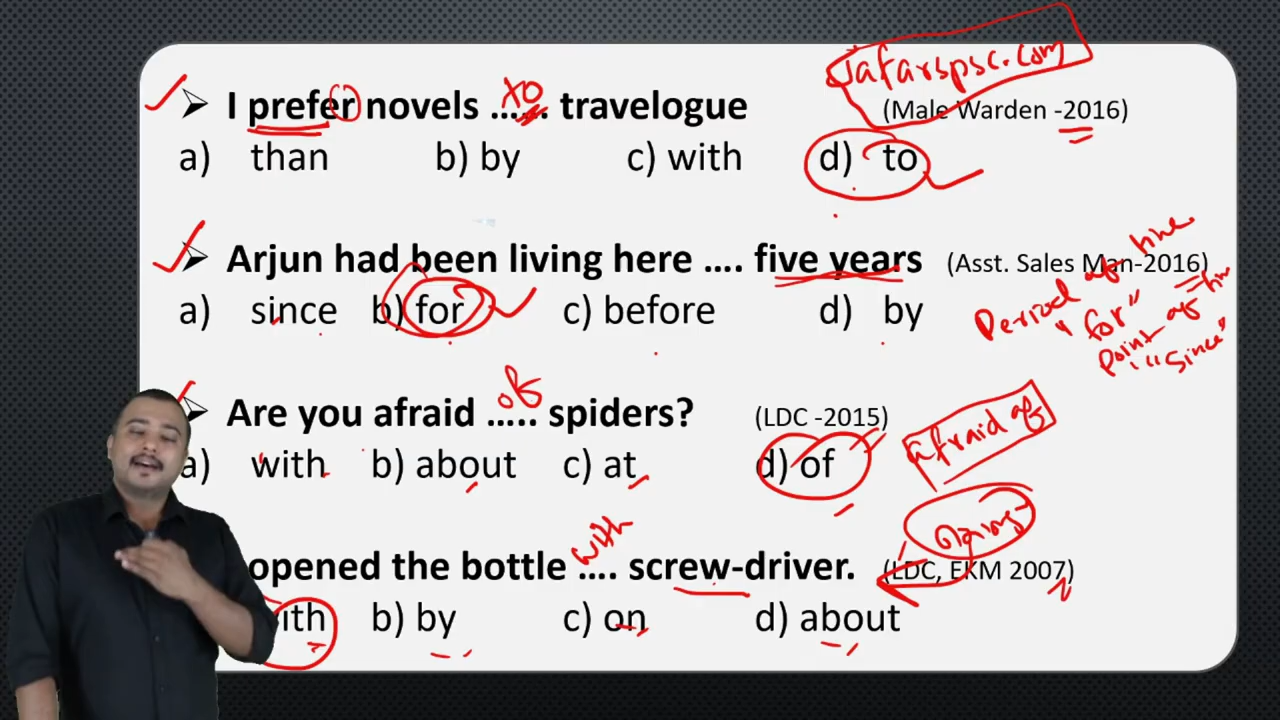 Jafarspsc.com
➢ I prefer novels ...... travelogue (Male Warden -2016)
to
a) than b) by c) with d) to
➢ Arjun had been living here .... five years (Asst. Sales Man-2016)
a) since b) for c) before d) by
Period of time
"for"
Point of time
"since"
➢ Are you afraid ..... spiders? (LDC -2015)
of
a) with b) about c) at d) of
afraid of
opened the bottle .... screw-driver. (LDC, EKM 2007)
with
with b) by c) on d) about